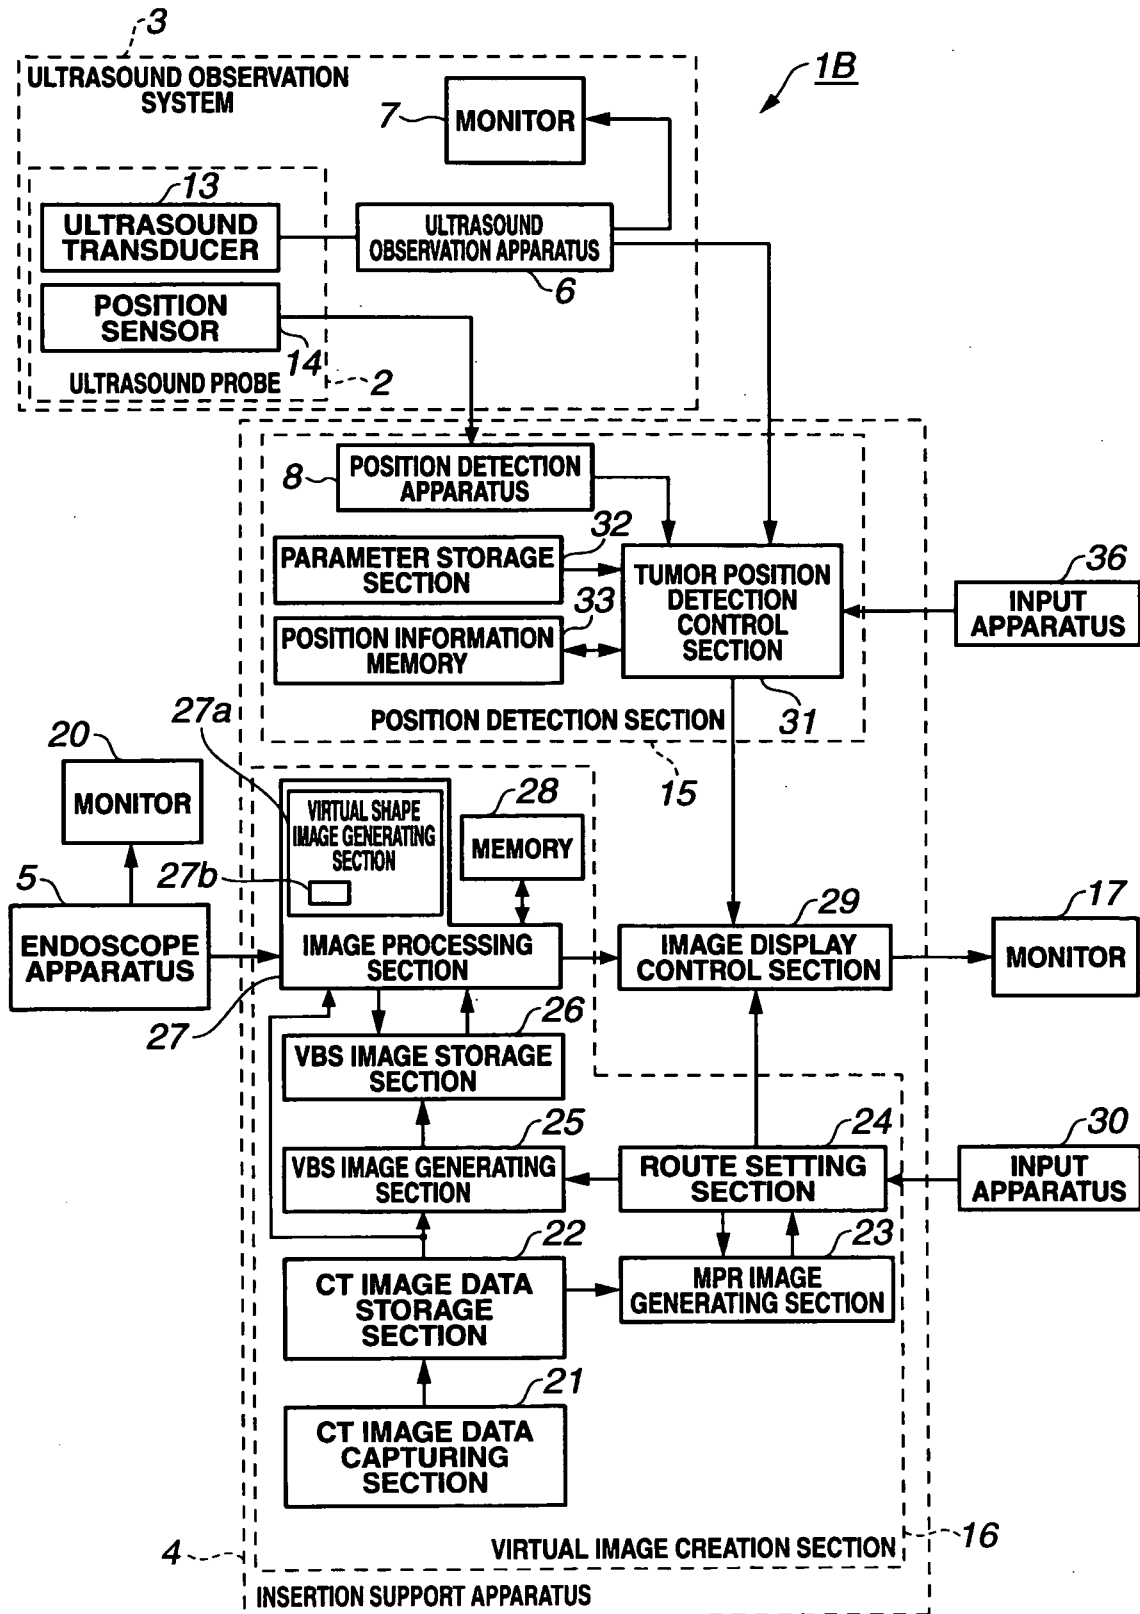 3
ULTRASOUND OBSERVATION
SYSTEM
1B
7
MONITOR
13
ULTRASOUND
TRANSDUCER
ULTRASOUND
OBSERVATION APPARATUS
6
POSITION
SENSOR
14
ULTRASOUND PROBE
2
8
POSITION DETECTION
APPARATUS
32
PARAMETER STORAGE
SECTION
TUMOR POSITION
DETECTION
CONTROL
SECTION
36
INPUT
APPARATUS
33
POSITION INFORMATION
MEMORY
31
POSITION DETECTION SECTION
15
27a
20
MONITOR
VIRTUAL SHAPE
IMAGE GENERATING
SECTION
27b
28
MEMORY
5
ENDOSCOPE
APPARATUS
IMAGE PROCESSING
SECTION
27
29
IMAGE DISPLAY
CONTROL SECTION
17
MONITOR
26
VBS IMAGE STORAGE
SECTION
25
VBS IMAGE GENERATING
SECTION
24
ROUTE SETTING
SECTION
30
INPUT
APPARATUS
22
CT IMAGE DATA
STORAGE
SECTION
23
MPR IMAGE
GENERATING SECTION
21
CT IMAGE DATA
CAPTURING
SECTION
16
VIRTUAL IMAGE CREATION SECTION
4
INSERTION SUPPORT APPARATUS